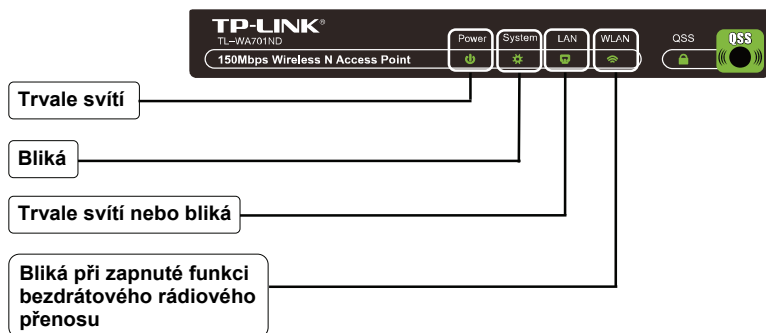 TP-LINK®
TL-WA701ND
150Mbps Wireless N Access Point
Power System LAN WLAN QSS QSS
Trvale svítí
Bliká
Trvale svítí nebo bliká
Bliká při zapnuté funkci
bezdrátového rádiového
přenosu